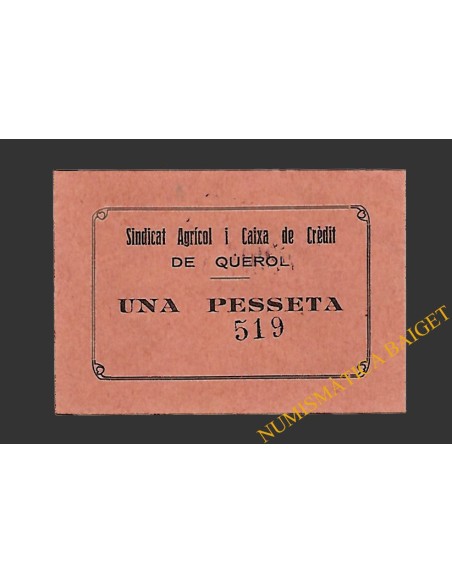 Sindicat Agrícol i Caixa de Crèdit
DE QUEROL
UNA PESSETA
519
NUMISMATICA BAIGET